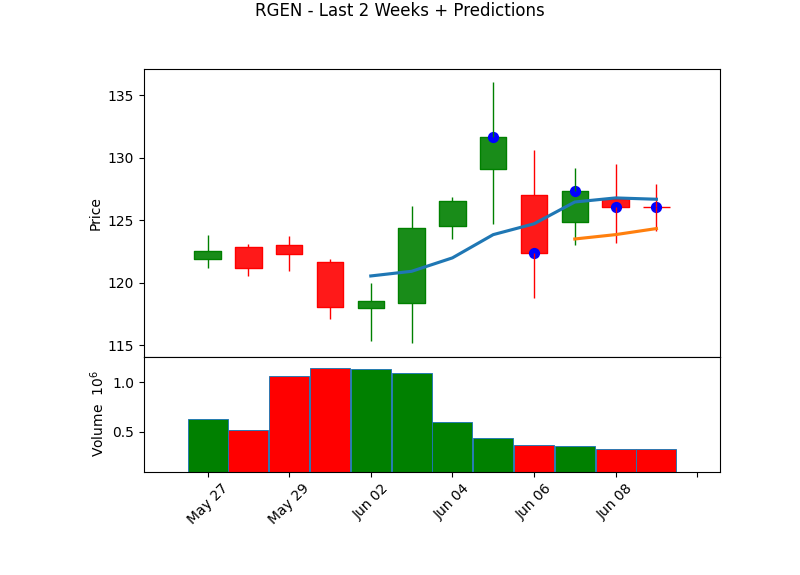 RGEN - Last 2 Weeks + Predictions
135
130
125
120
115
Price
1.0
0.5
Volume 10^6
May 27
May 29
Jun 02
Jun 04
Jun 06
Jun 08